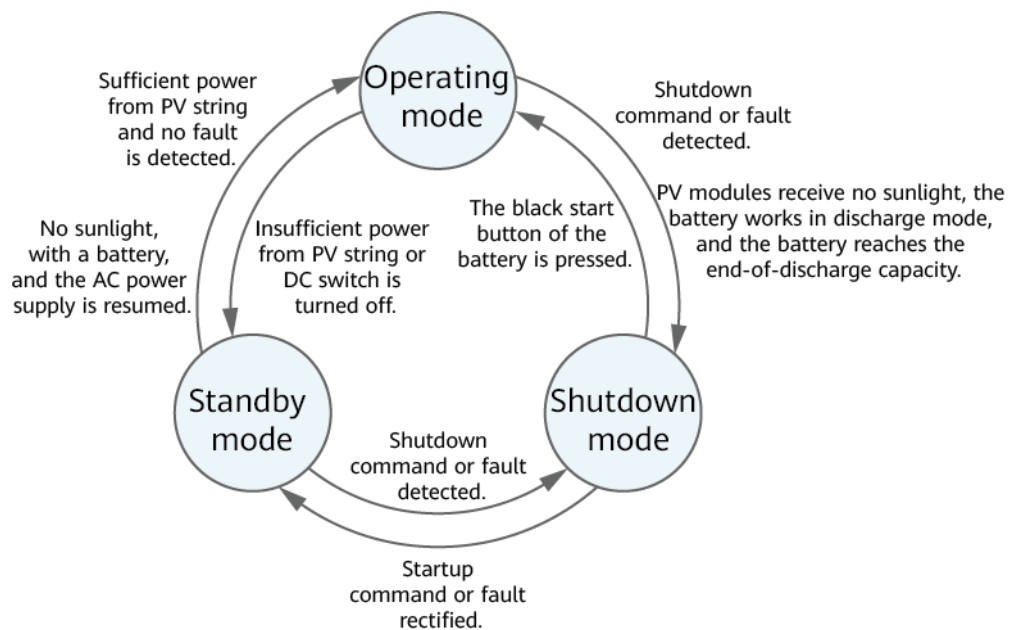 Operating
mode
Sufficient power
from PV string
and no fault
is detected.
Shutdown
command or fault
detected.
No sunlight,
with a battery,
and the AC power
supply is resumed.
Insufficient power
from PV string or
DC switch is
turned off.
The black start
button of the
battery is pressed.
PV modules receive no sunlight, the
battery works in discharge mode,
and the battery reaches the
end-of-discharge capacity.
Standby
mode
Shutdown
mode
Shutdown
command or fault
detected.
Startup
command or fault
rectified.